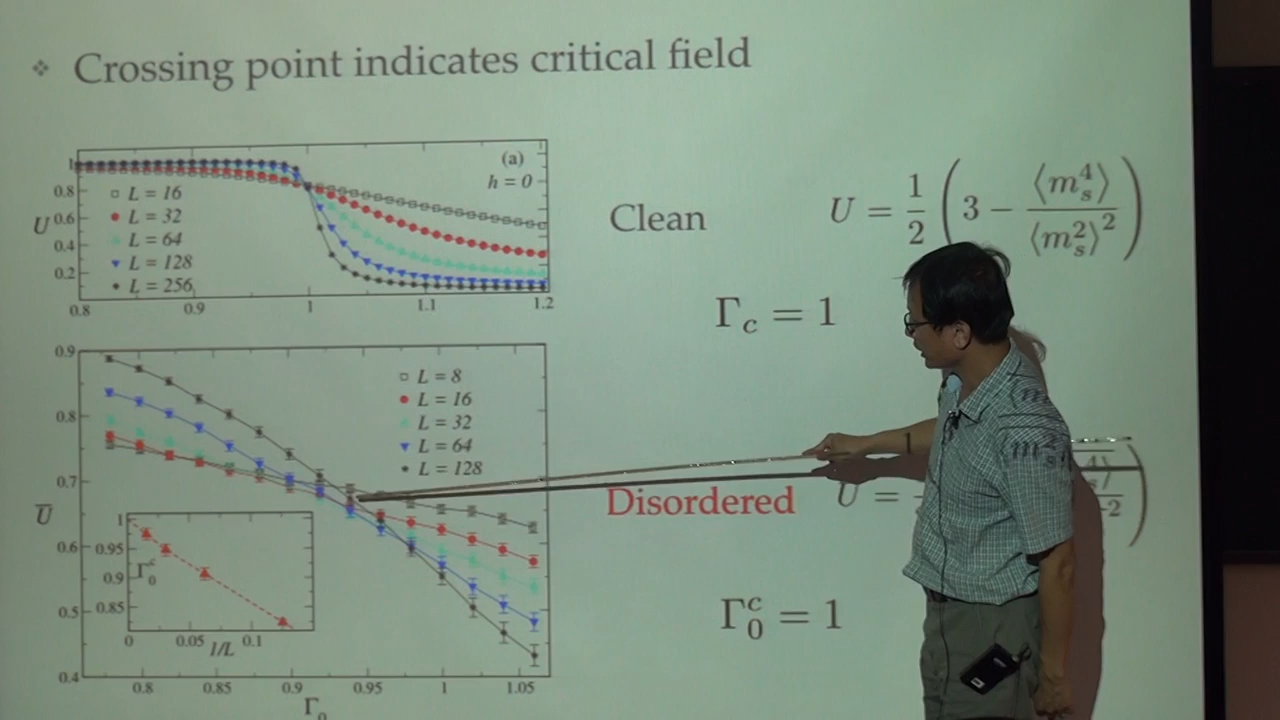 ❖ Crossing point indicates critical field
(a)
h = 0
U
1
0.8
0.6
0.4
0.2
L = 16
L = 32
L = 64
L = 128
L = 256
0.8 0.9 1 1.1 1.2
Clean
U = 1/2 (3 − ⟨m_s^4⟩ / ⟨m_s^2⟩^2)
Γ_c = 1
0.9
0.8
0.7
0.6
0.5
0.4
U̅
L = 8
L = 16
L = 32
L = 64
L = 128
1
0.95
0.9
0.85
Γ_0^c
0 0.05 0.1
1/L
0.8 0.85 0.9 0.95 1 1.05
Γ_0
Disordered
U =
Γ_0^c = 1